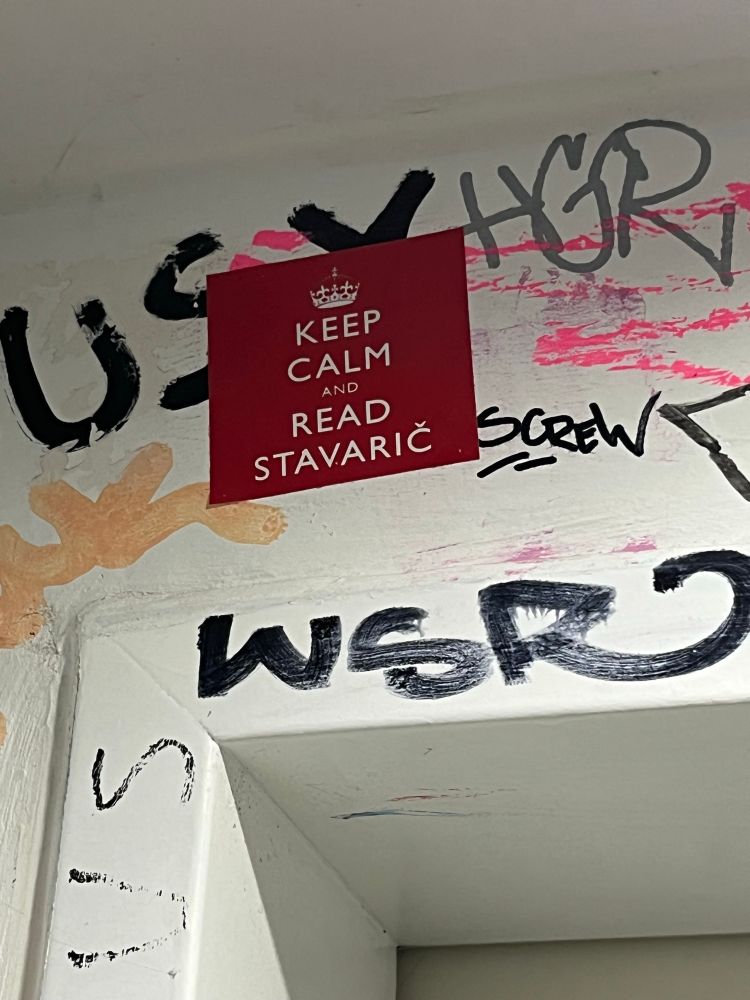 HGR
KEEP
CALM
AND
READ
STAVARIČ
SCREW
WSR